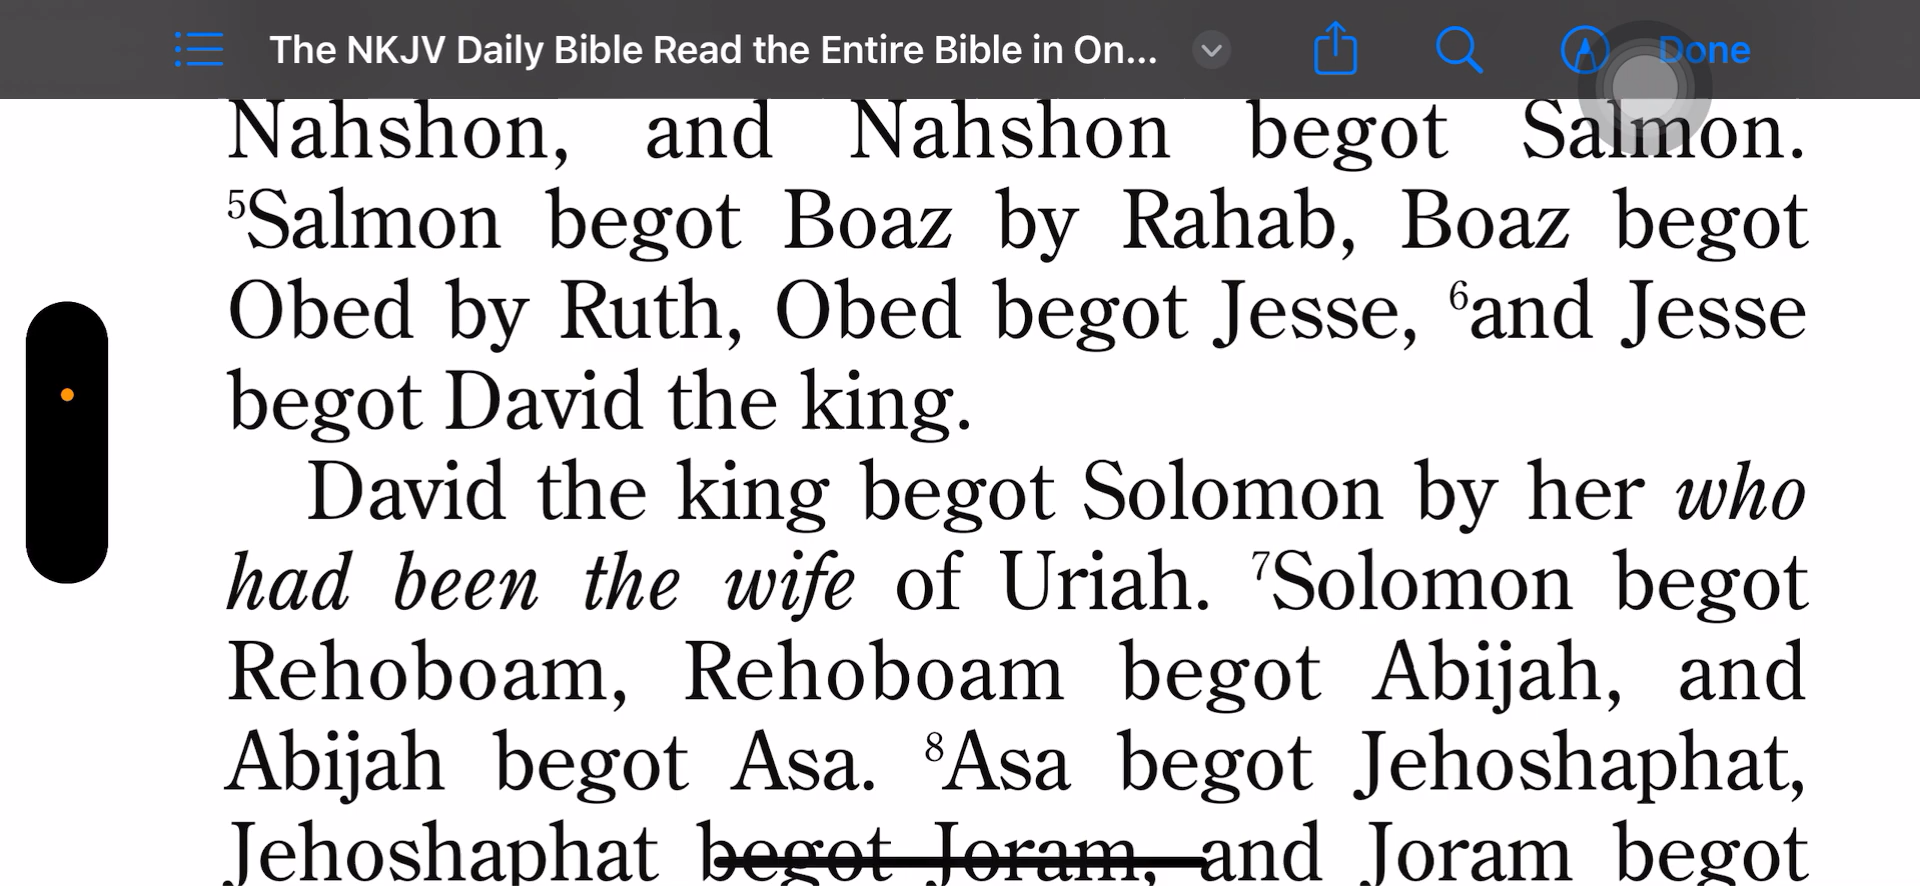 The NKJV Daily Bible Read the Entire Bible in On... Done
Nahshon, and Nahshon begot Salmon.
⁵Salmon begot Boaz by Rahab, Boaz begot
Obed by Ruth, Obed begot Jesse, ⁶and Jesse
begot David the king.
David the king begot Solomon by her who
had been the wife of Uriah. ⁷Solomon begot
Rehoboam, Rehoboam begot Abijah, and
Abijah begot Asa. ⁸Asa begot Jehoshaphat,
Jehoshaphat begot Joram, and Joram begot